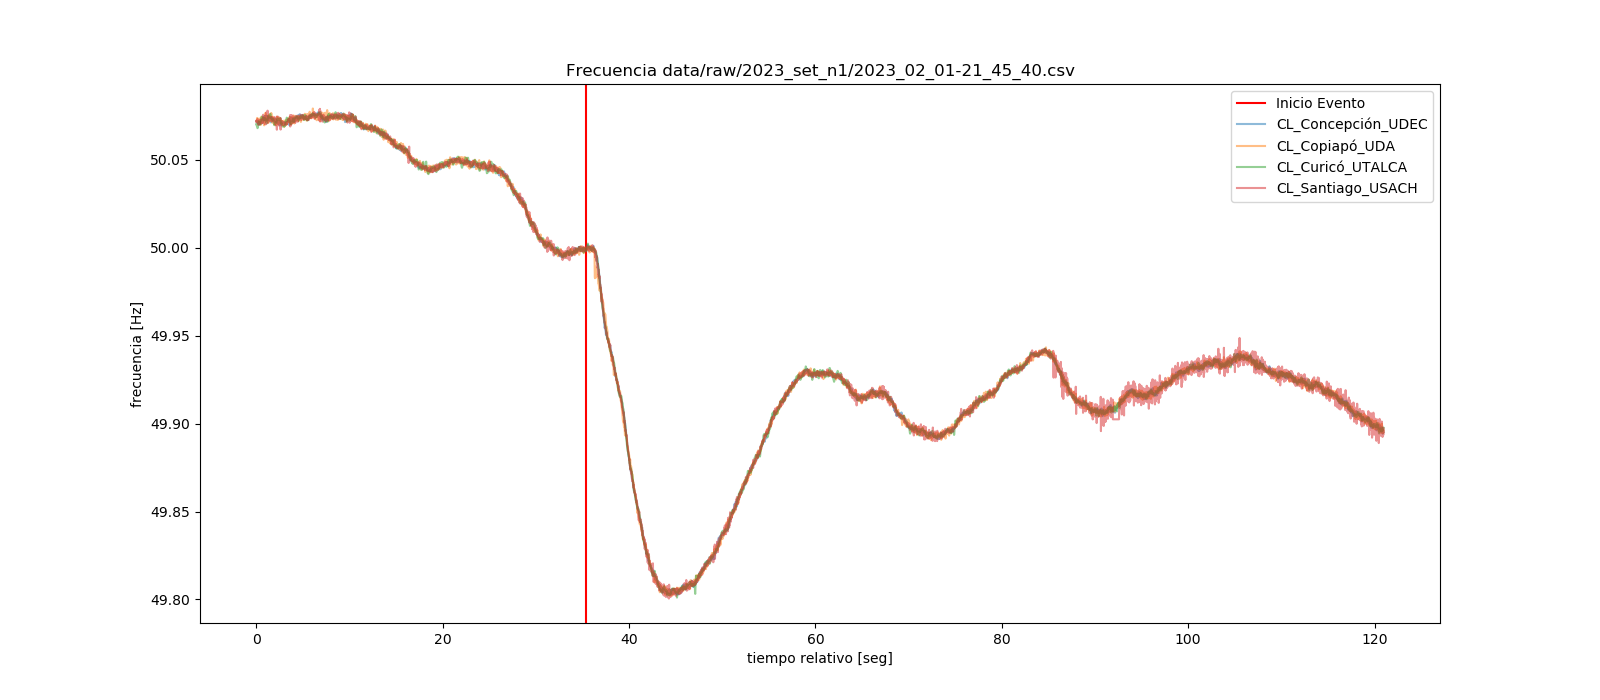 Frecuencia data/raw/2023_set_n1/2023_02_01-21_45_40.csv
Inicio Evento
CL_Concepción_UDEC
CL_Copiapó_UDA
CL_Curicó_UTALCA
CL_Santiago_USACH
frecuencia [Hz]
50.05
50.00
49.95
49.90
49.85
49.80
0 20 40 60 80 100 120
tiempo relativo [seg]